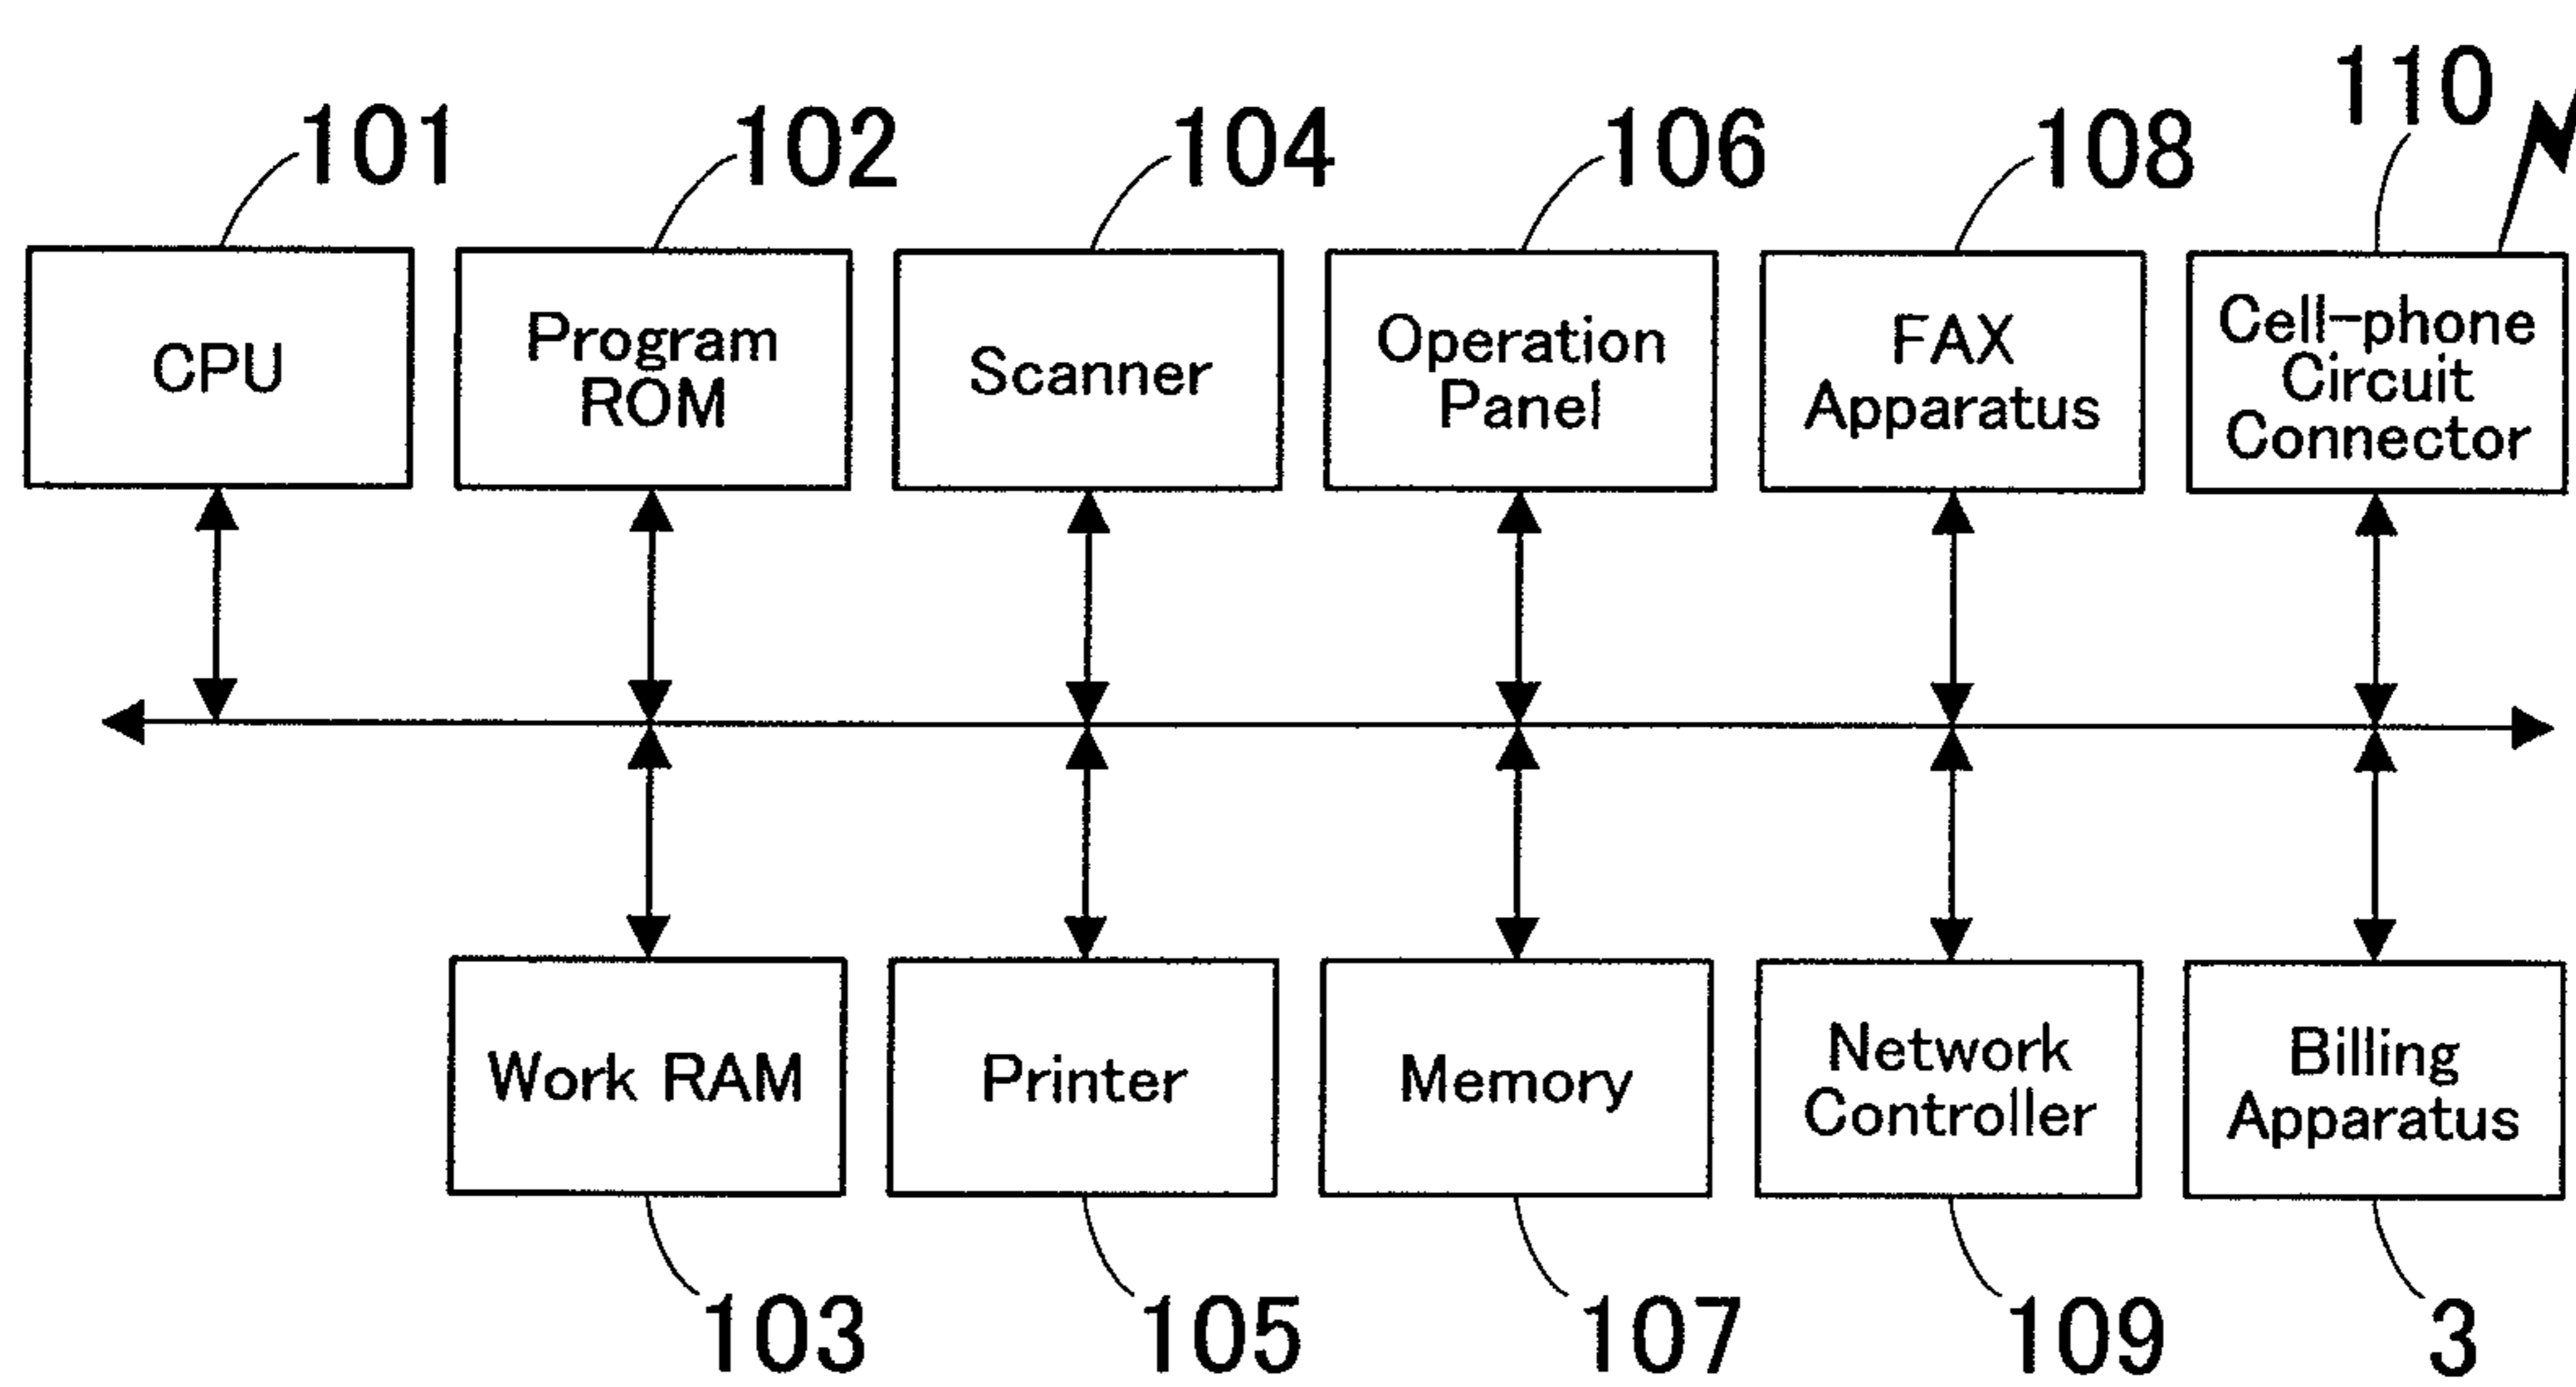 101
102
104
106
108
110
CPU
Program
ROM
Scanner
Operation
Panel
FAX
Apparatus
Cell-phone
Circuit
Connector
Work RAM
Printer
Memory
Network
Controller
Billing
Apparatus
103
105
107
109
3